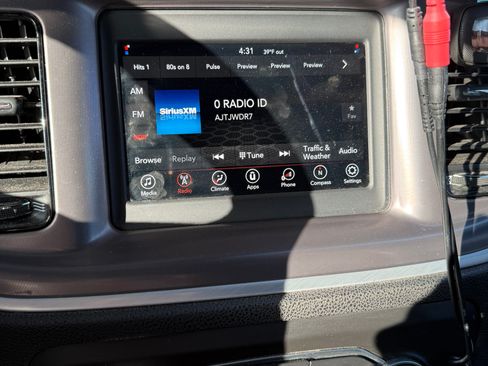 4:31 39°F out
Hits 1 80s on 8 Pulse Preview Preview Preview
AM
0 RADIO ID
SiriusXM
AJTJWDR7
FM
Fav
Browse Replay Tune Traffic & Weather Audio
N
Media Radio Climate Apps Phone Compass Settings